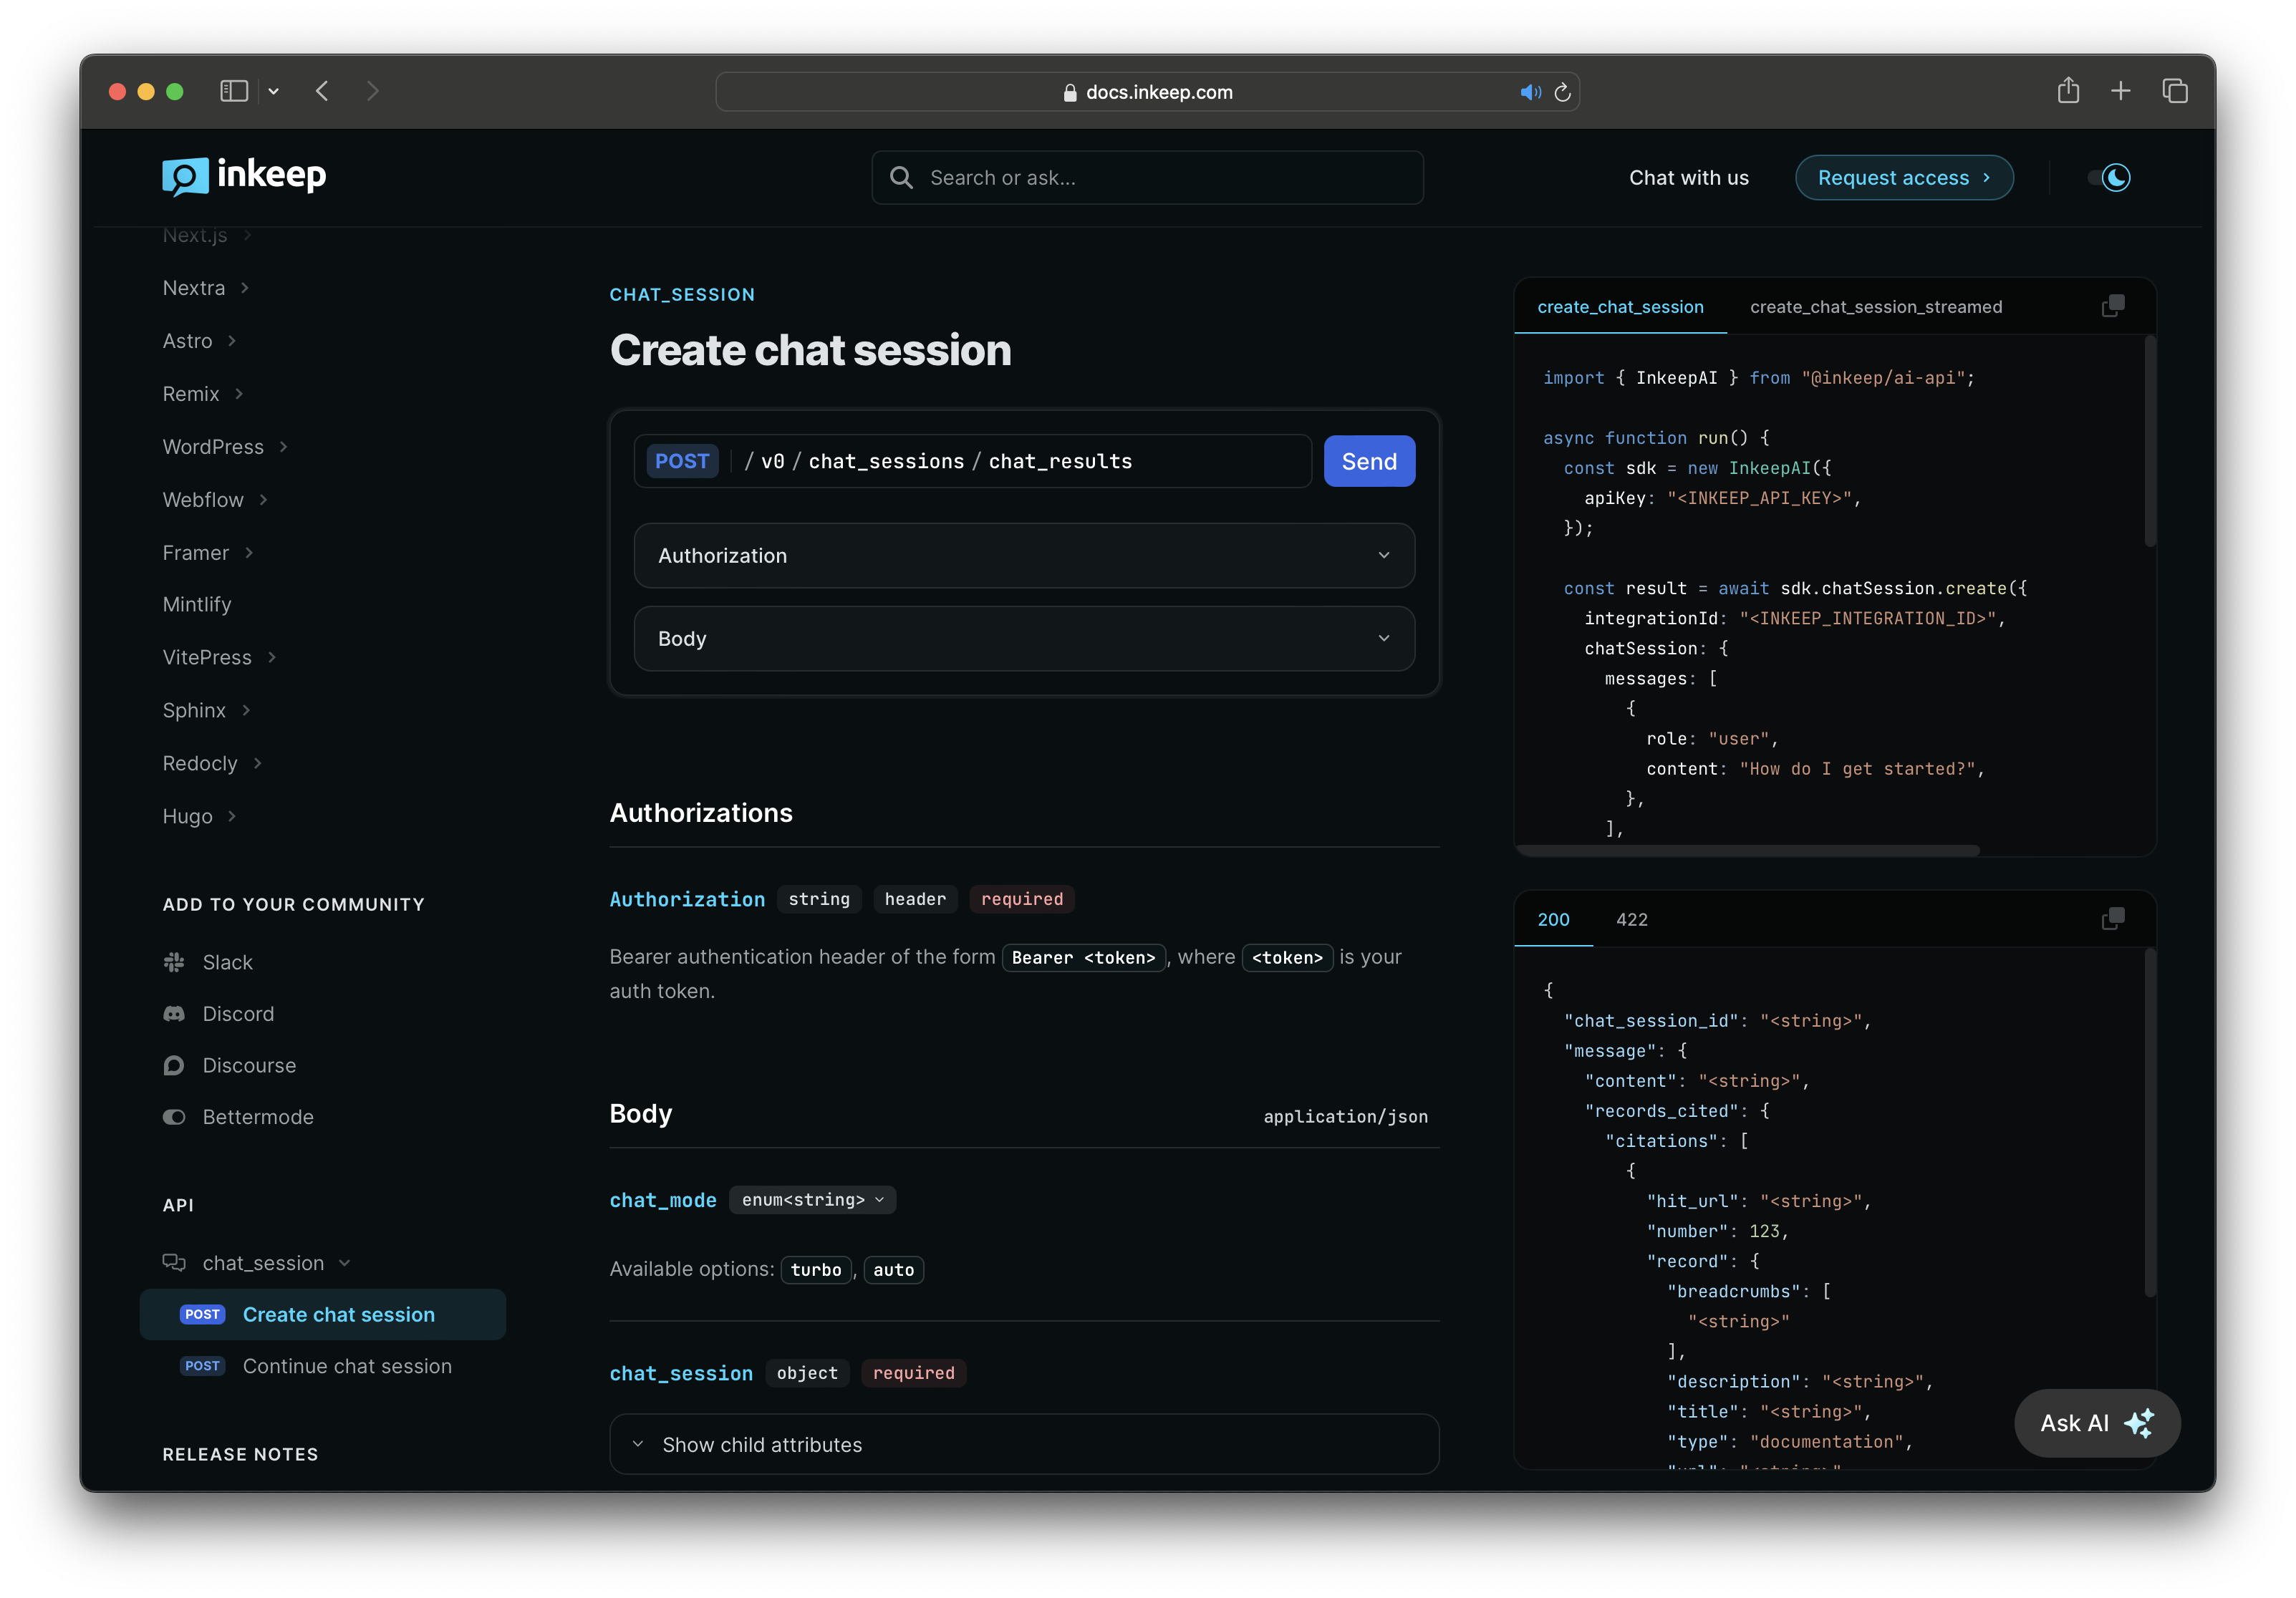 docs.inkeep.com
inkeep
Search or ask...
Chat with us
Request access
Next.js
Nextra
Astro
Remix
WordPress
Webflow
Framer
Mintlify
VitePress
Sphinx
Redocly
Hugo
ADD TO YOUR COMMUNITY
Slack
Discord
Discourse
Bettermode
API
chat_session
POST Create chat session
POST Continue chat session
RELEASE NOTES
CHAT_SESSION
Create chat session
POST / v0 / chat_sessions / chat_results
Send
Authorization
Body
Authorizations
Authorization string header required
Bearer authentication header of the form Bearer <token>, where <token> is your
auth token.
Body application/json
chat_mode enum<string>
Available options: turbo, auto
chat_session object required
Show child attributes
create_chat_session create_chat_session_streamed
import { InkeepAI } from "@inkeep/ai-api";
async function run() {
const sdk = new InkeepAI({
apiKey: "<INKEEP_API_KEY>",
});
const result = await sdk.chatSession.create({
integrationId: "<INKEEP_INTEGRATION_ID>",
chatSession: {
messages: [
{
role: "user",
content: "How do I get started?",
},
],
200 422
{
"chat_session_id": "<string>",
"message": {
"content": "<string>",
"records_cited": {
"citations": [
{
"hit_url": "<string>",
"number": 123,
"record": {
"breadcrumbs": [
"<string>"
],
"description": "<string>",
"title": "<string>",
"type": "documentation",
Ask AI